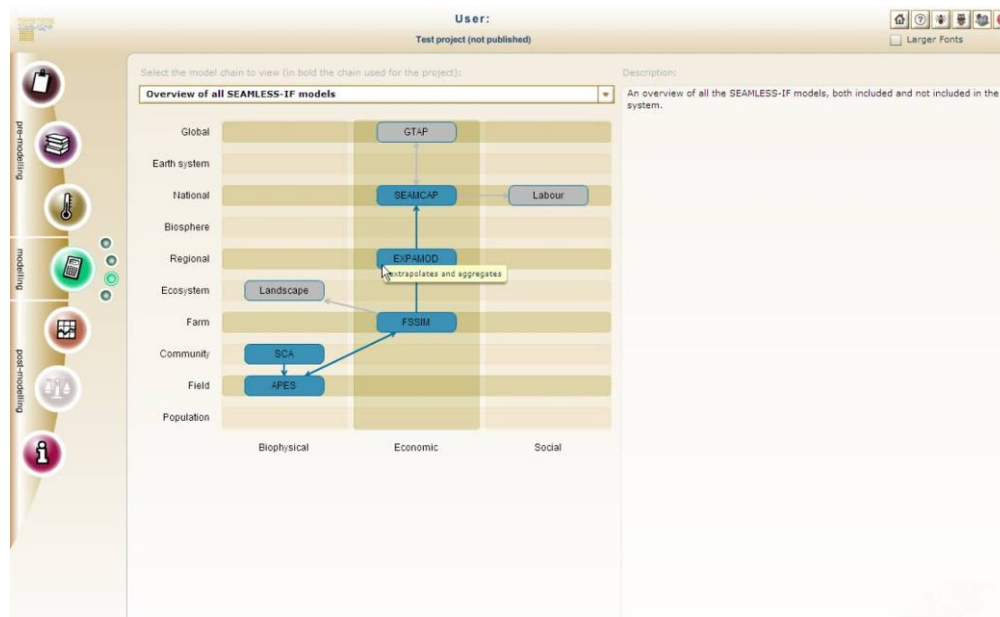 User:
Test project (not published)
Larger Fonts
Select the model chain to view (in bold the chain used for the project):
Description:
Overview of all SEAMLESS-IF models
An overview of all the SEAMLESS-IF models, both included and not included in the
system.
pre-modelling
modelling
post-modelling
Global
GTAP
Earth system
National
SEAMCAP
Labour
Biosphere
Regional
EXPAMOD
extrapolates and aggregates
Ecosystem
Landscape
Farm
FSSIM
Community
SCA
Field
APES
Population
Biophysical
Economic
Social